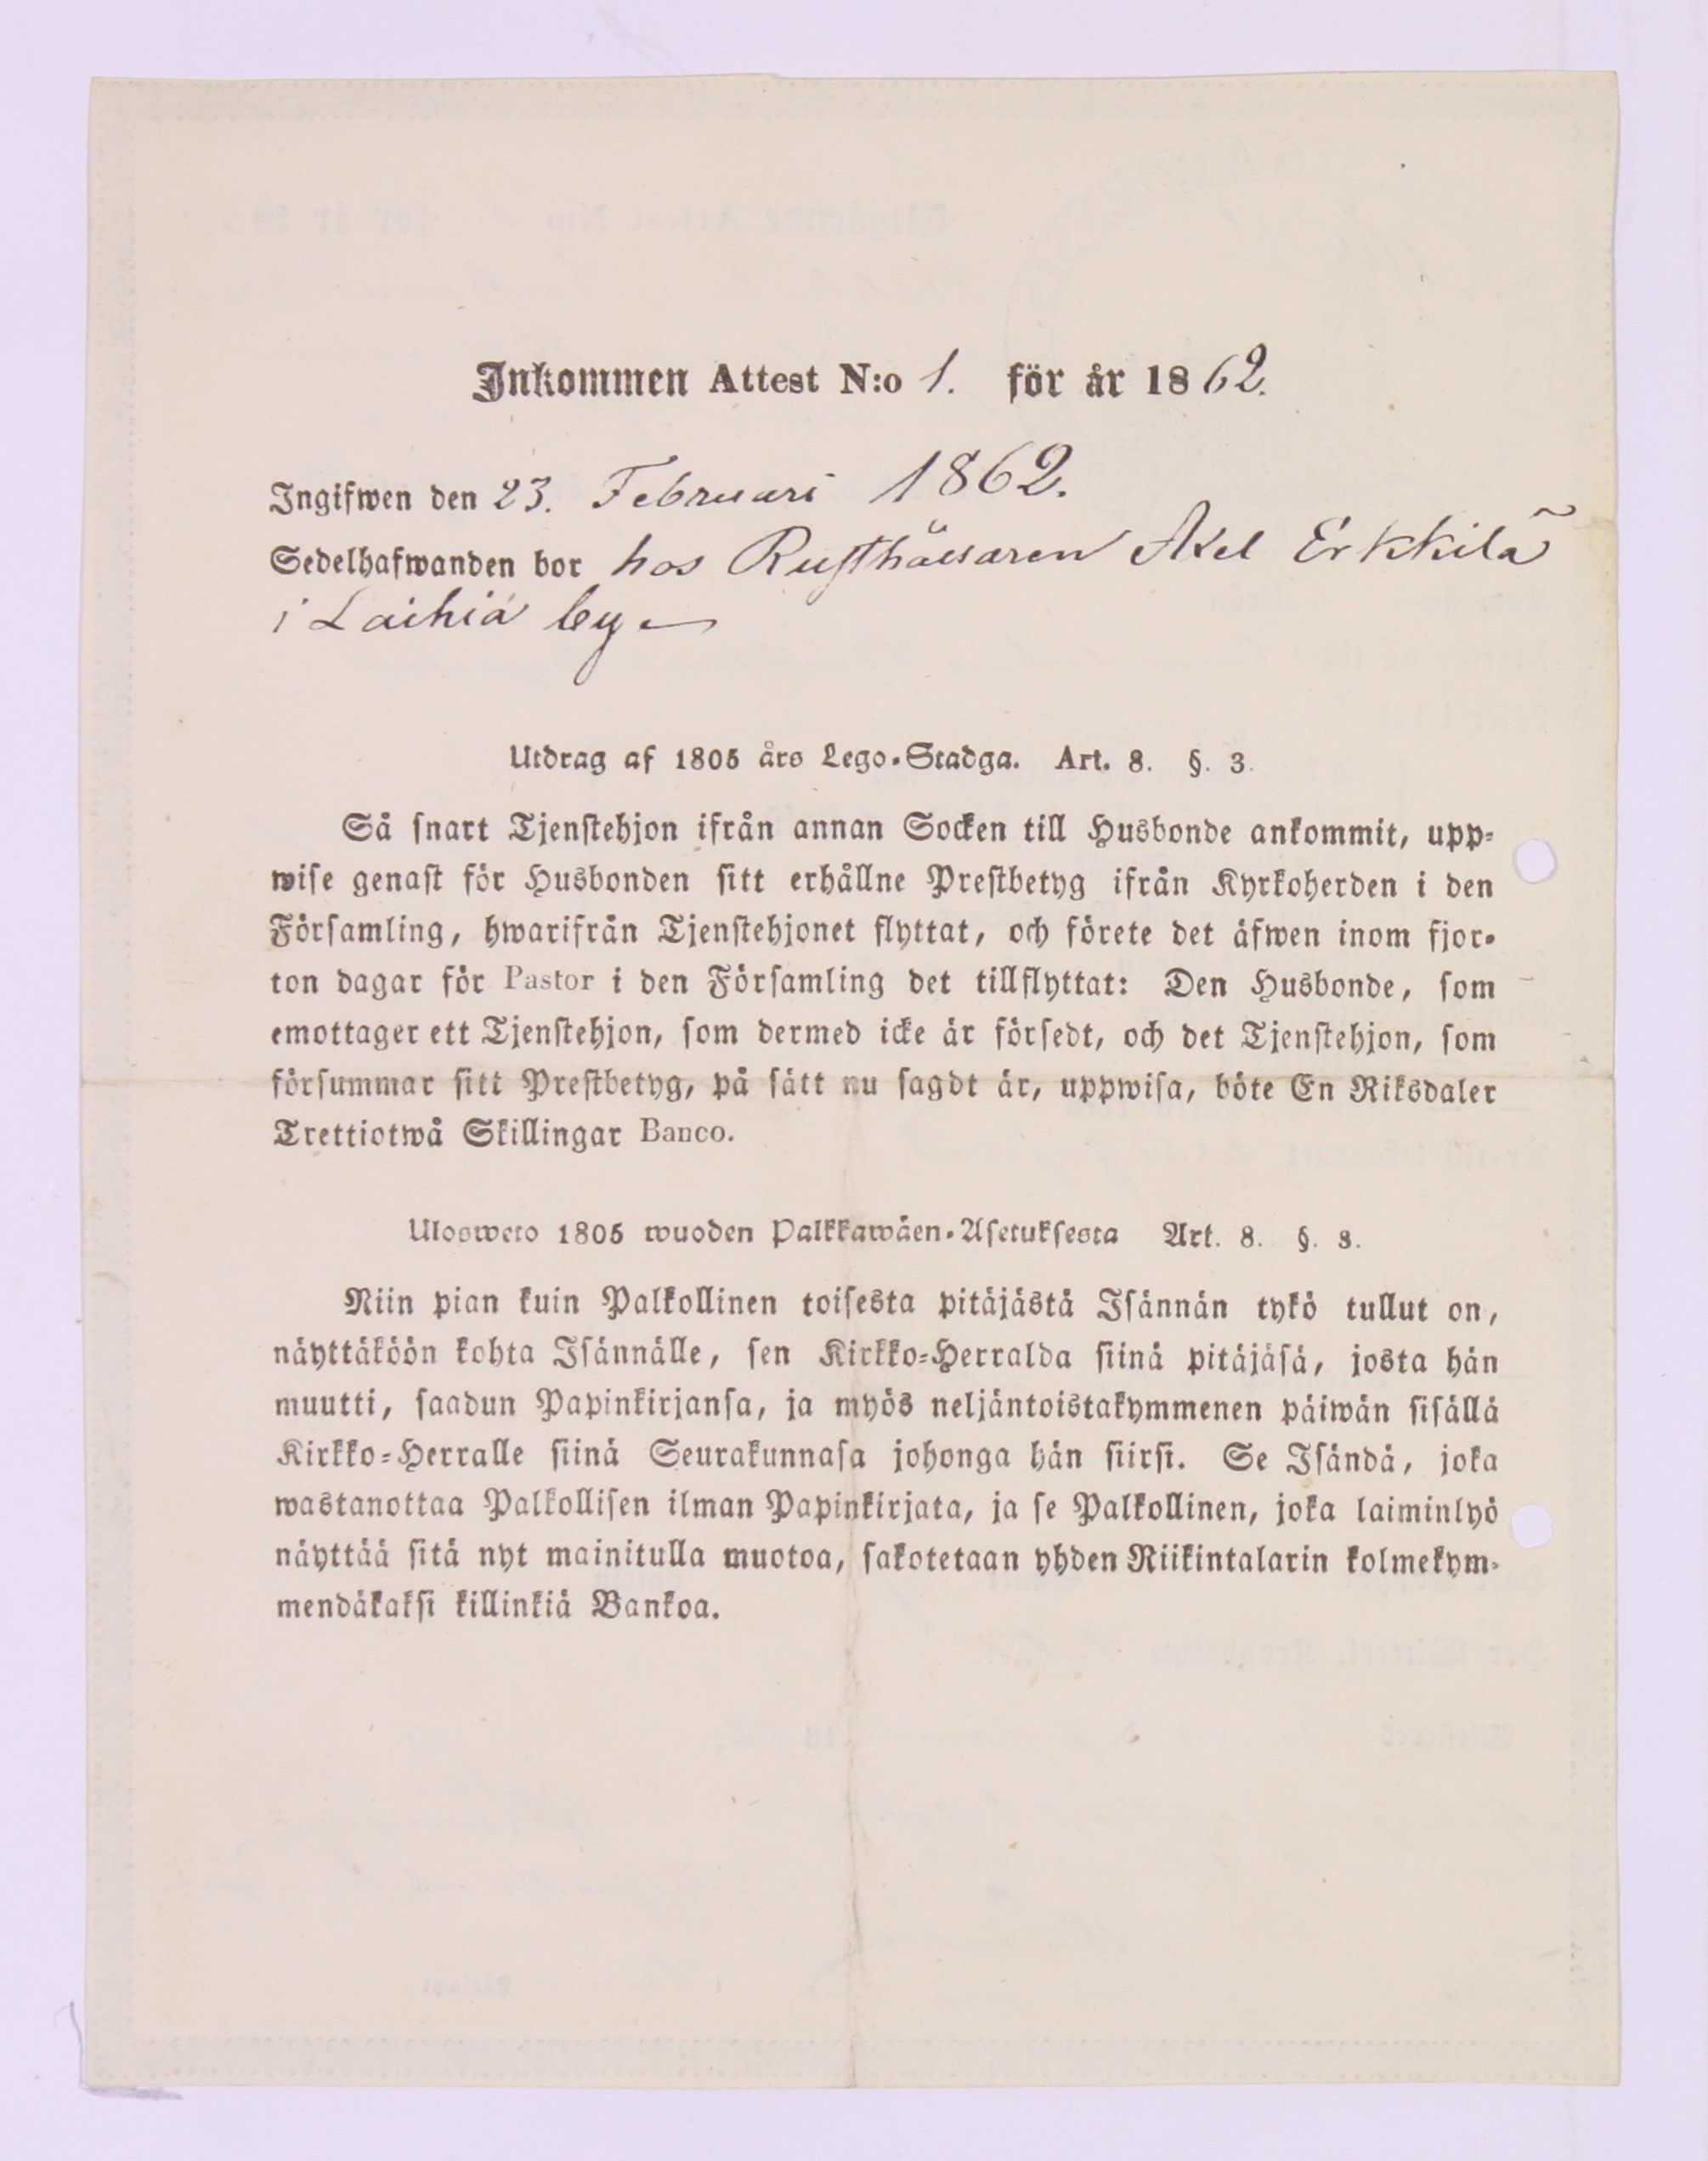 Inkommen Attest N:o 1. för år 1862.
Ingifwen den 23. Februari 1862.
Sedelhafwanden bor hos Rusthållaren Axel Erkkilä
i Laihia by
Utdrag af 1805 års Lego-Stadga. Art. 8. §. 3.
Så snart Tjenstehjon ifrån annan Socken till Husbonde ankommit, upp-
wise genast för Husbonden sitt erhållne Prestbetyg ifrån Kyrkoherden i den
Församling, hwarifrån Tjenstehjonet flyttat, och förete det äfwen inom fjor-
ton dagar för Pastor i den Församling det tillflyttat: Den Husbonde, som
emottager ett Tjenstehjon, som dermed icke är försedt, och det Tjenstehjon, som
försummar sitt Prestbetyg, på sätt nu sagdt är, uppwisa, böte En Riksdaler
Trettiotwå Skillingar Banco.
Ulosweto 1805 wuoden Palkkawäen-Asetuksesta Art. 8. §. 3.
Niin pian kuin Palkollinen toisesta pitäjästä Isännän tykö tullut on,
näyttäköön kohta Isännälle, sen Kirkko-Herralda siinä pitäjäsä, josta hän
muutti, saadun Papinkirjansa, ja myös neljäntoistakymmenen päiwän sisällä
Kirkko-Herralle siinä Seurakunnasa johonga hän siirsi. Se Isändä, joka
wastanottaa Palkollisen ilman Papinkirjata, ja se Palkollinen, joka laiminlyö
näyttää sitä nyt mainitulla muotoa, sakotetaan yhden Riikintalarin kolmekym-
mendäkaksi killinkiä Bankoa.